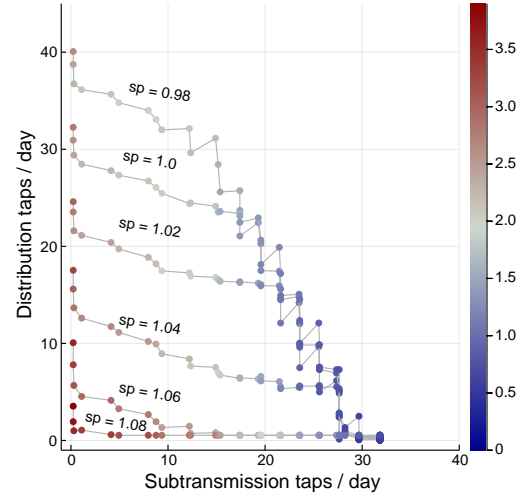 40
30
20
10
0
Distribution taps / day
sp = 0.98
sp = 1.0
sp = 1.02
sp = 1.04
sp = 1.06
sp = 1.08
0
10
20
30
40
Subtransmission taps / day
3.5
3.0
2.5
2.0
1.5
1.0
0.5
0